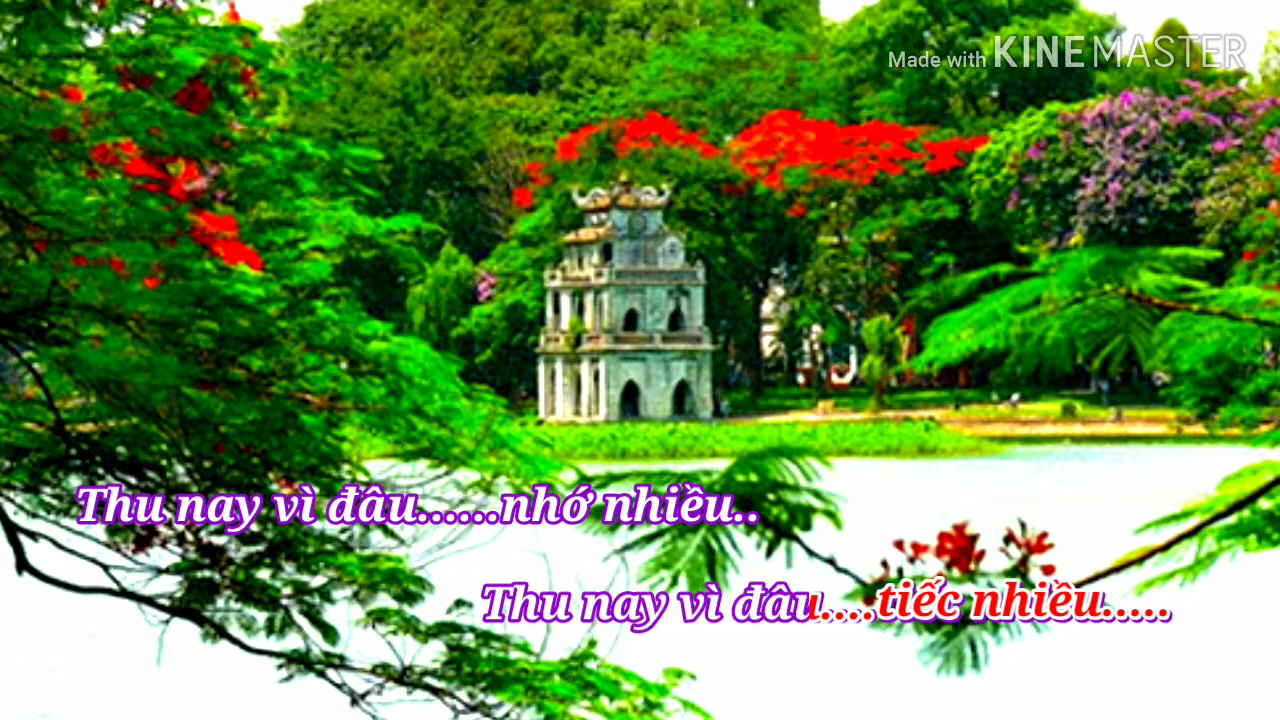 Made with KINEMASTER
Thu nay vì đâu......nhớ nhiều..
Thu nay vì đâu....tiếc nhiều.....